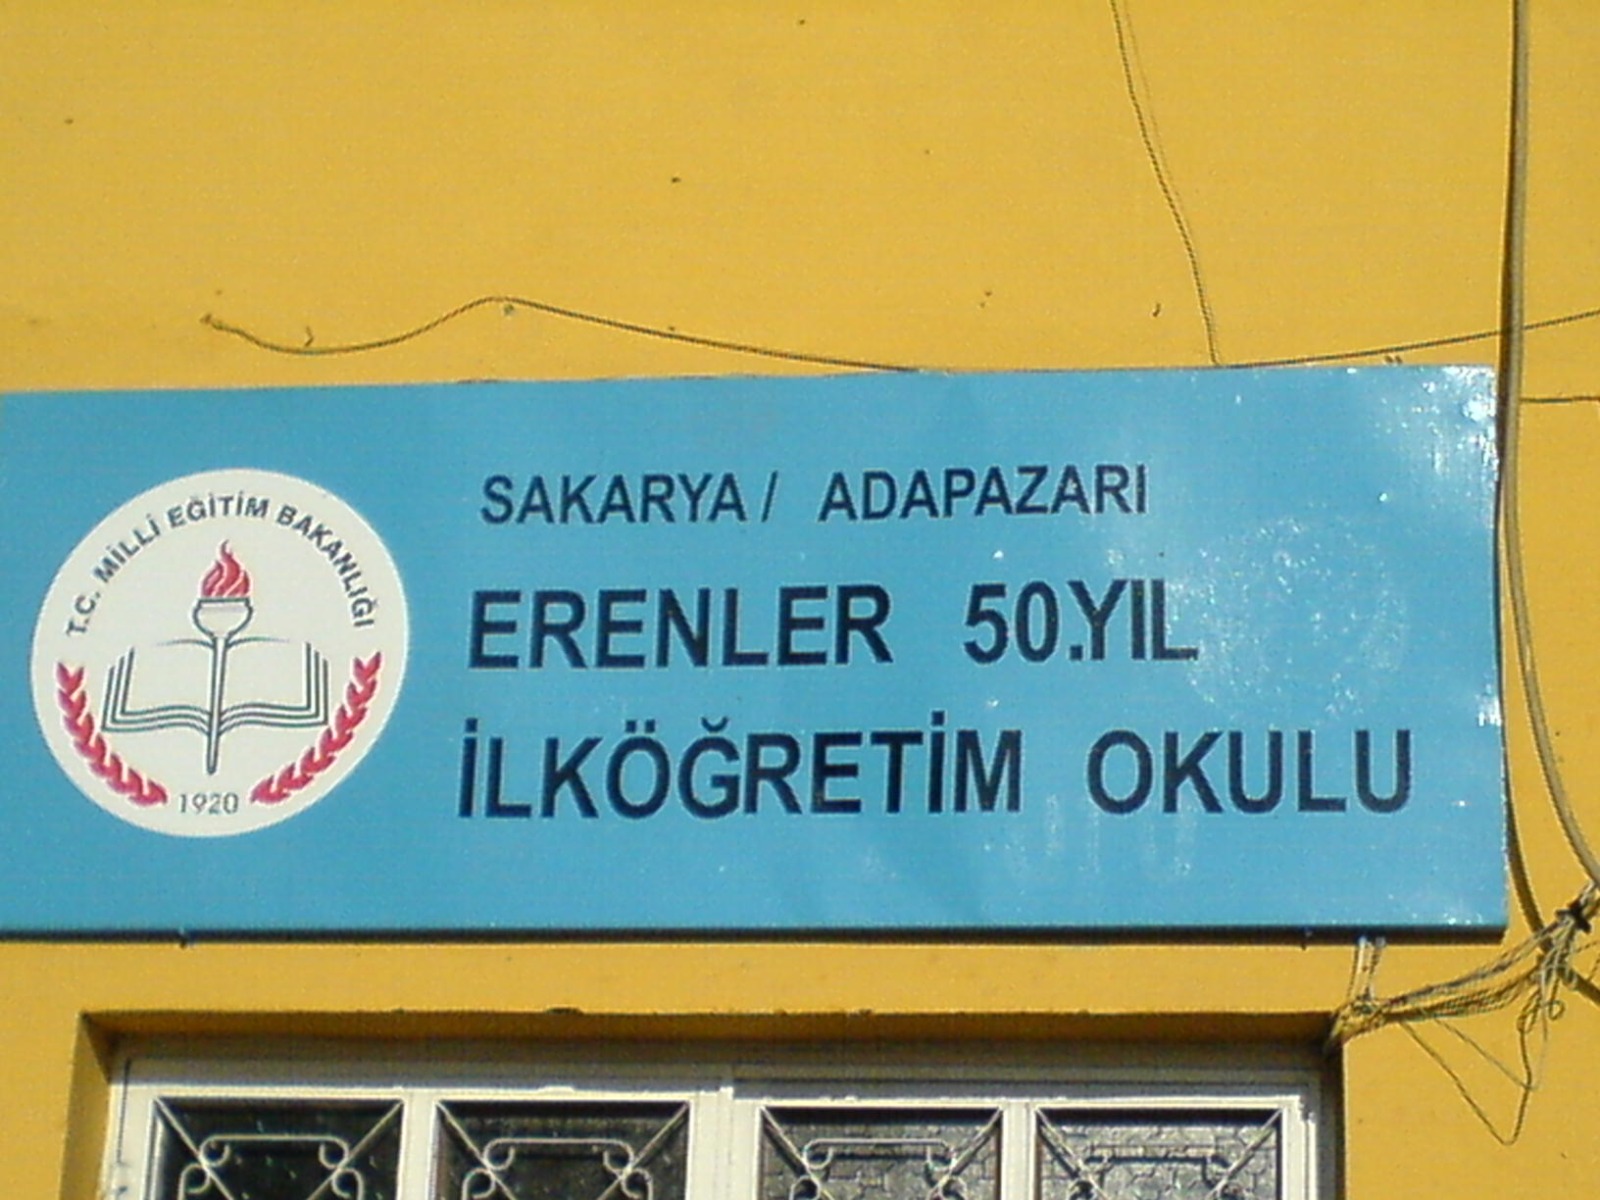 T.C. MİLLİ EĞİTİM BAKANLIĞI
1920
SAKARYA / ADAPAZARI
ERENLER 50.YIL
İLKÖĞRETİM OKULU